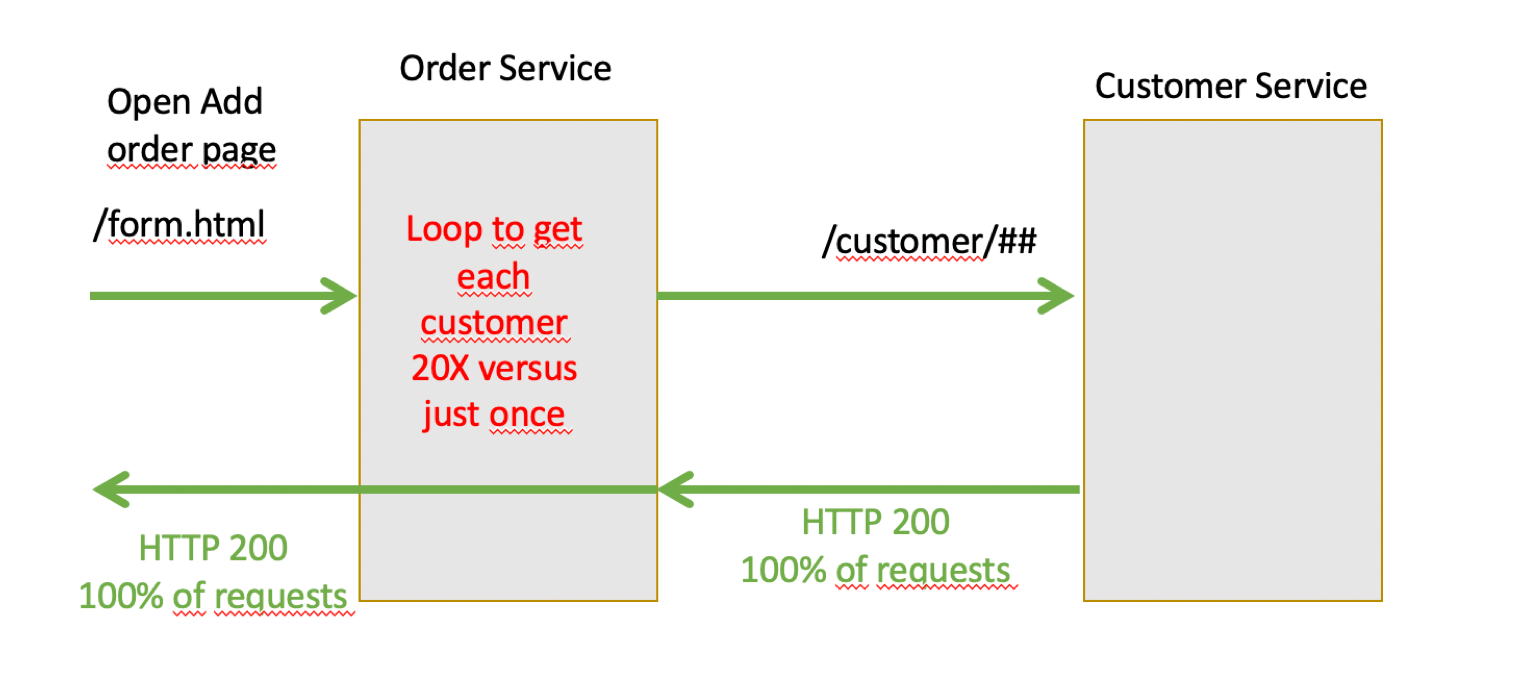 Order Service
Customer Service
Open Add
order page
/form.html
Loop to get
each
customer
20X versus
just once
/customer/##
HTTP 200
100% of requests
HTTP 200
100% of requests